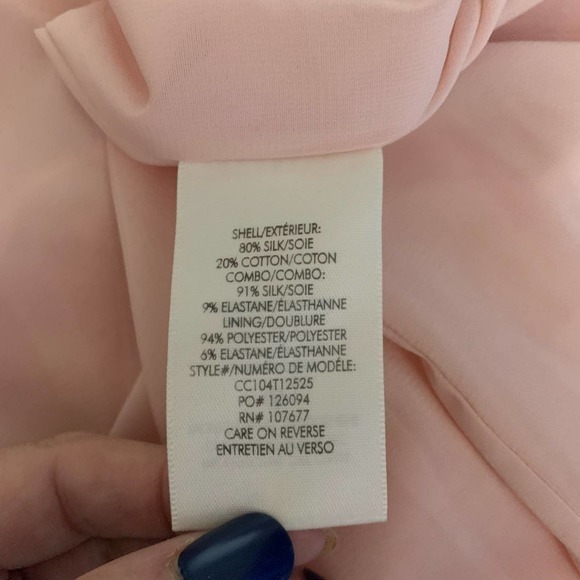 SHELL/EXTÉRIEUR:
80% SILK/SOIE
20% COTTON/COTON
COMBO/COMBO:
91% SILK/SOIE
9% ELASTANE/ÉLASTHANNE
LINING/DOUBLURE
94% POLYESTER/POLYESTER
6% ELASTANE/ÉLASTHANNE
STYLE#/NUMÉRO DE MODÉLE:
CC104T12525
PO# 126094
RN# 107677
CARE ON REVERSE
ENTRETIEN AU VERSO